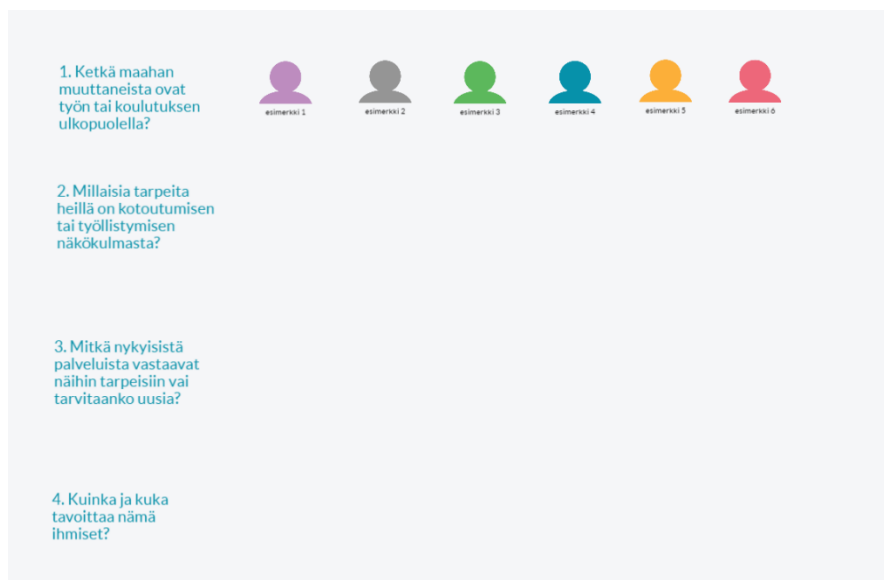 1. Ketkä maahan
muuttaneista ovat
työn tai koulutuksen
ulkopuolella?
esimerkki 1
esimerkki 2
esimerkki 3
esimerkki 4
esimerkki 5
esimerkki 6
2. Millaisia tarpeita
heillä on kotoutumisen
tai työllistymisen
näkökulmasta?
3. Mitkä nykyisistä
palveluista vastaavat
näihin tarpeisiin vai
tarvitaanko uusia?
4. Kuinka ja kuka
tavoittaa nämä
ihmiset?